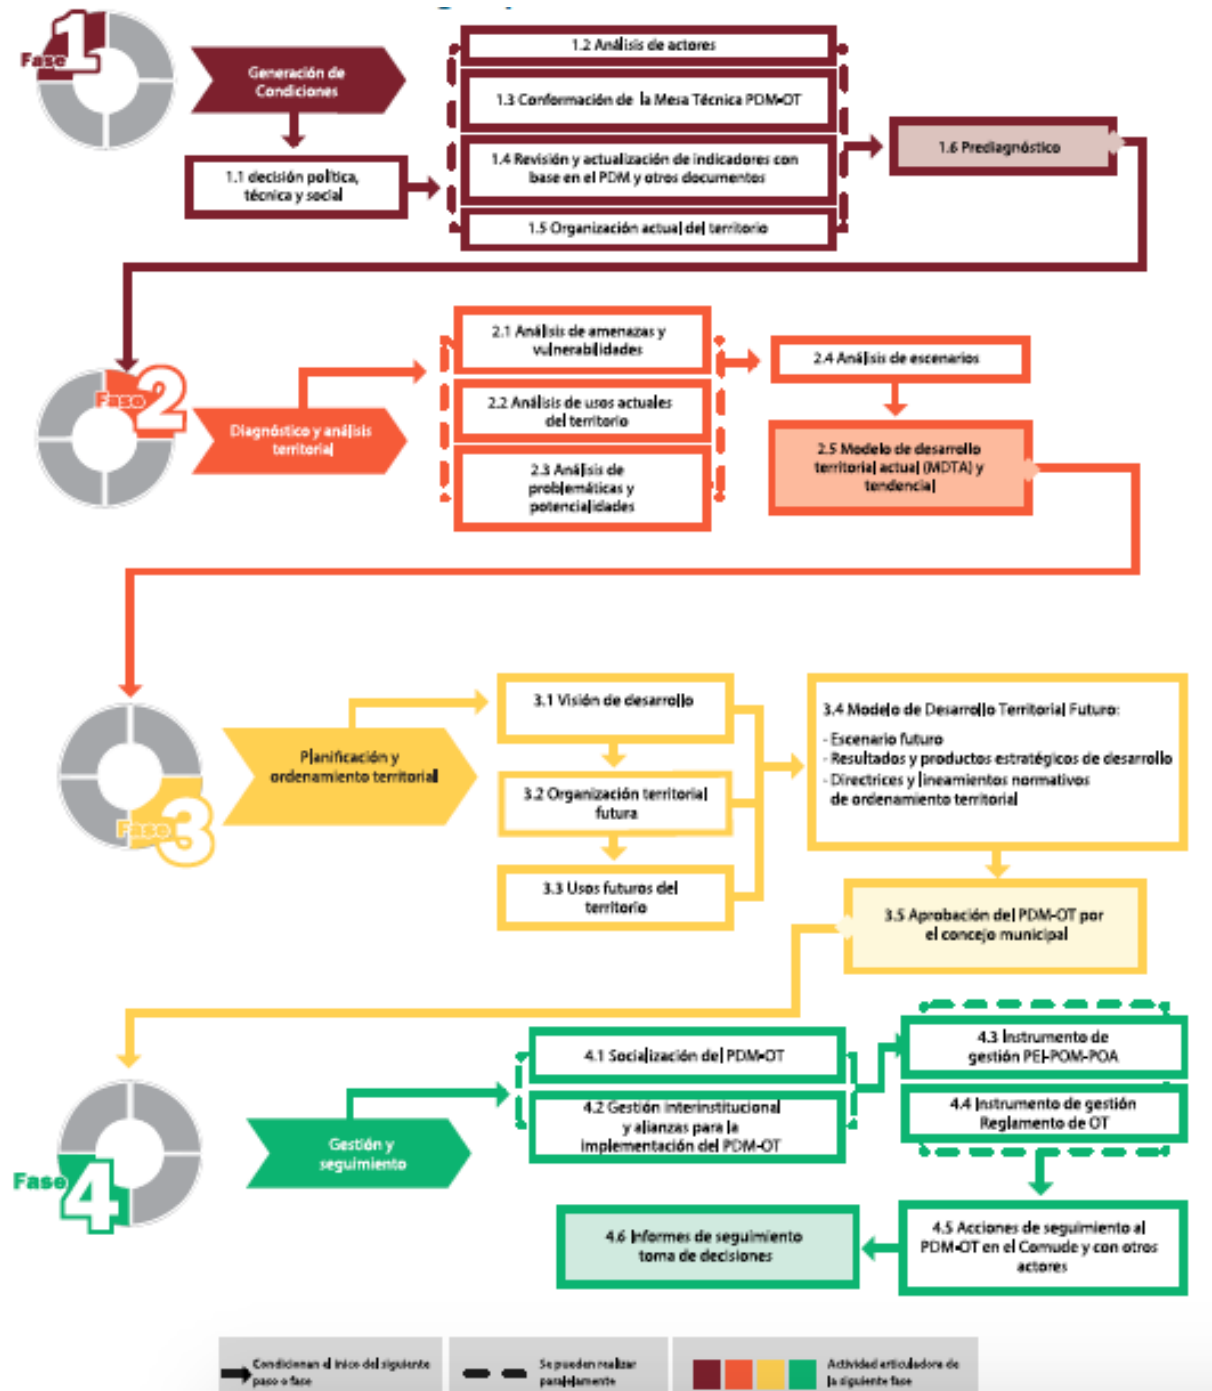 Fase 1
Generación de
Condiciones
1.1 decisión política,
técnica y social
1.2 Análisis de actores
1.3 Conformación de la Mesa Técnica PDM-OT
1.4 Revisión y actualización de indicadores con
base en el PDM y otros documentos
1.5 Organización actual del territorio
1.6 Prediagnóstico
Fase 2
Diagnóstico y análisis
territorial
2.1 Análisis de amenazas y
vulnerabilidades
2.2 Análisis de usos actuales
del territorio
2.3 Análisis de
problemáticas y
potencialidades
2.4 Análisis de escenarios
2.5 Modelo de desarrollo
territorial actual (MDTA) y
tendencial
Fase 3
Planificación y
ordenamiento territorial
3.1 Visión de desarrollo
3.2 Organización territorial
futura
3.3 Usos futuros del
territorio
3.4 Modelo de Desarrollo Territorial Futuro:
- Escenario futuro
- Resultados y productos estratégicos de desarrollo
- Directrices y lineamientos normativos
de ordenamiento territorial
3.5 Aprobación del PDM-OT por
el concejo municipal
Fase 4
Gestión y
seguimiento
4.1 Socialización del PDM-OT
4.2 Gestión interinstitucional
y alianzas para la
implementación del PDM-OT
4.3 Instrumento de
gestión PEI-POM-POA
4.4 Instrumento de gestión
Reglamento de OT
4.5 Acciones de seguimiento al
PDM-OT en el Comude y con otros
actores
4.6 Informes de seguimiento
toma de decisiones
Condicionan el inico del siguiente
paso o fase
Se pueden realizar
paralelamente
Actividad articuladora de
la siguiente fase